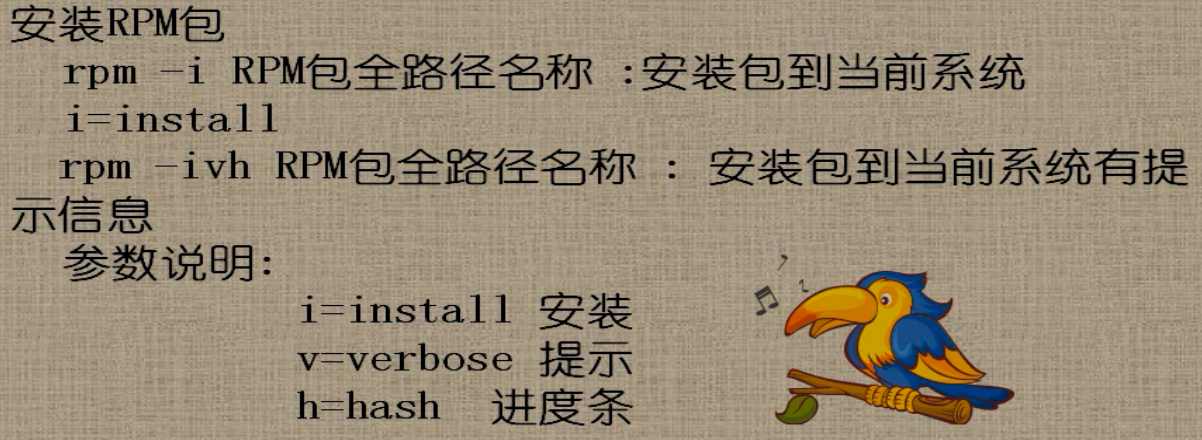 安装RPM包
rpm -i RPM包全路径名称 :安装包到当前系统
i=install
rpm -ivh RPM包全路径名称 : 安装包到当前系统有提
示信息
参数说明:
i=install 安装
v=verbose 提示
h=hash 进度条